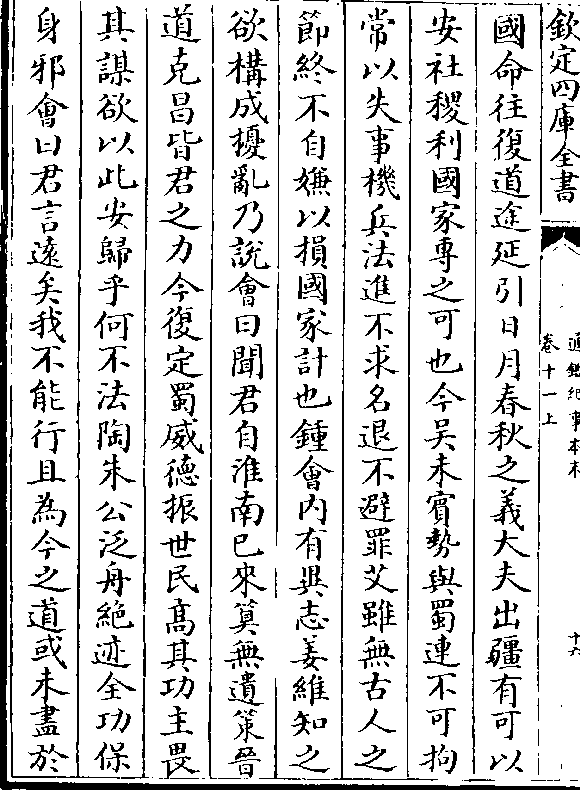 欽定四庫全書
通鑑紀事本末
卷十一上
十六
國命往復道途延引日月春秋之義大夫出疆有可以
安社稷利國家專之可也今吴未賓勢與蜀連不可拘
常以失事機兵法進不求名退不避罪艾雖無古人之
節終不自嫌以損國家計也鍾會内有異志姜維知之
欲構成擾亂乃説會曰聞君自淮南已來算無遺策晉
道克昌皆君之力今復定蜀威德振世民高其功主畏
其謀欲以此安歸乎何不法陶朱公泛舟絶迹全功保
身邪會曰君言逺矣我不能行且為今之道或未盡於